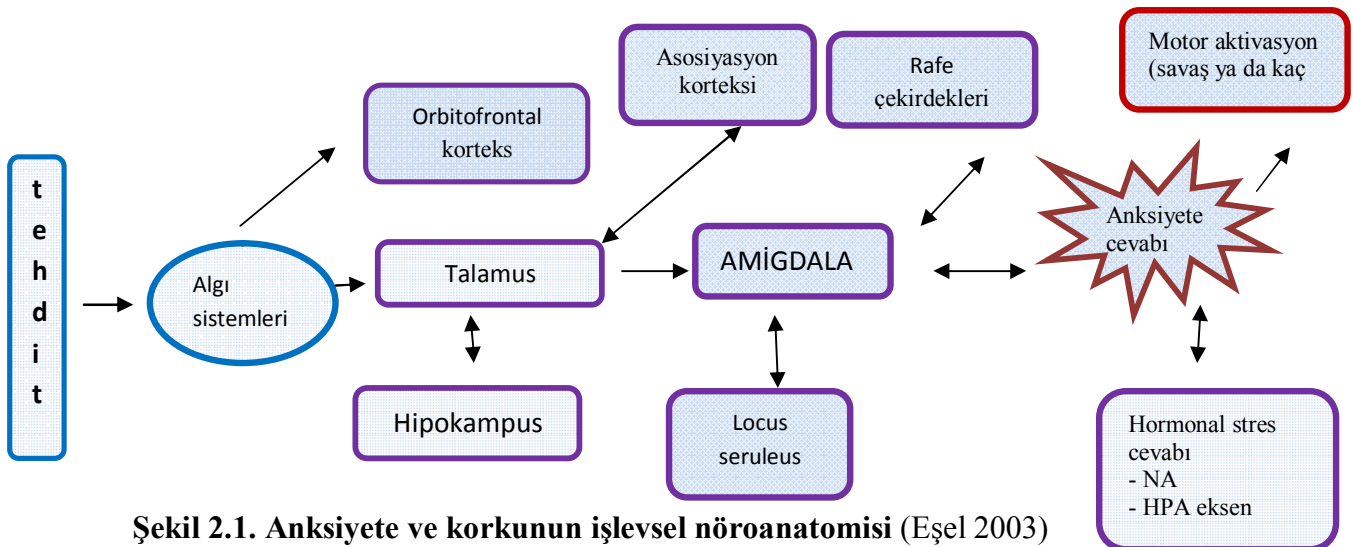 tehdit
Algı
sistemleri
Orbitofrontal
korteks
Talamus
Hipokampus
Asosiyasyon
korteksi
Rafe
çekirdekleri
AMİGDALA
Locus
seruleus
Motor aktivasyon
(savaş ya da kaç
Anksiyete
cevabı
Hormonal stres
cevabı
- NA
- HPA eksen
Şekil 2.1. Anksiyete ve korkunun işlevsel nöroanatomisi (Eşel 2003)